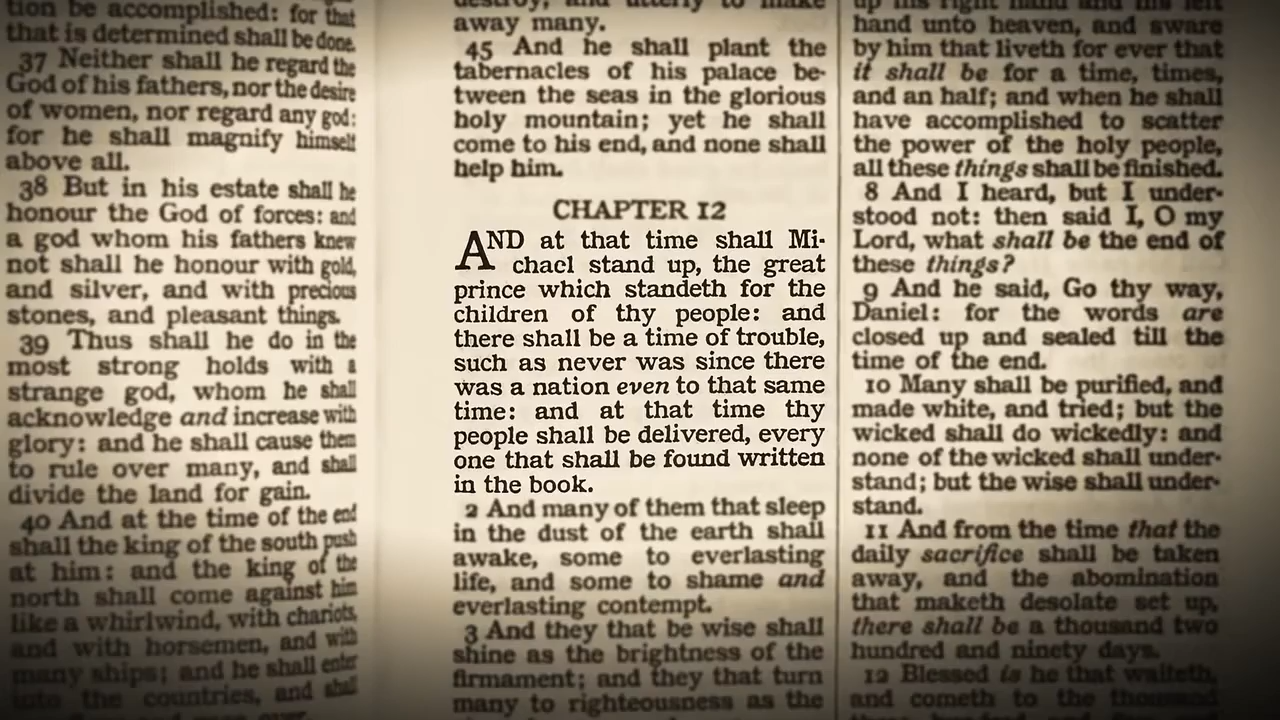 tion be accomplished: for that
that is determined shall be done.
37 Neither shall he regard the
God of his fathers, nor the desire
of women, nor regard any god:
for he shall magnify himself
above all.
38 But in his estate shall he
honour the God of forces: and
a god whom his fathers knew
not shall he honour with gold,
and silver, and with precious
stones, and pleasant things.
39 Thus shall he do in the
most strong holds with a
strange god, whom he shall
acknowledge and increase with
glory: and he shall cause them
to rule over many, and shall
divide the land for gain.
40 And at the time of the end
shall the king of the south push
at him: and the king of the
north shall come against him
like a whirlwind, with chariots,
and with horsemen, and with
many ships; and he shall enter
into the countries, and shall
destroy, and utterly to make
away many.
45 And he shall plant the
tabernacles of his palace be-
tween the seas in the glorious
holy mountain; yet he shall
come to his end, and none shall
help him.
CHAPTER 12
AND at that time shall Mi-
chael stand up, the great
prince which standeth for the
children of thy people: and
there shall be a time of trouble,
such as never was since there
was a nation even to that same
time: and at that time thy
people shall be delivered, every
one that shall be found written
in the book.
2 And many of them that sleep
in the dust of the earth shall
awake, some to everlasting
life, and some to shame and
everlasting contempt.
3 And they that be wise shall
shine as the brightness of the
firmament; and they that turn
many to righteousness as the
up his right hand and his left
hand unto heaven, and sware
by him that liveth for ever that
it shall be for a time, times,
and an half; and when he shall
have accomplished to scatter
the power of the holy people,
all these things shall be finished.
8 And I heard, but I under-
stood not: then said I, O my
Lord, what shall be the end of
these things?
9 And he said, Go thy way,
Daniel: for the words are
closed up and sealed till the
time of the end.
10 Many shall be purified, and
made white, and tried; but the
wicked shall do wickedly: and
none of the wicked shall under-
stand; but the wise shall under-
stand.
11 And from the time that the
daily sacrifice shall be taken
away, and the abomination
that maketh desolate set up,
there shall be a thousand two
hundred and ninety days.
12 Blessed is he that waiteth,
and cometh to the thousand